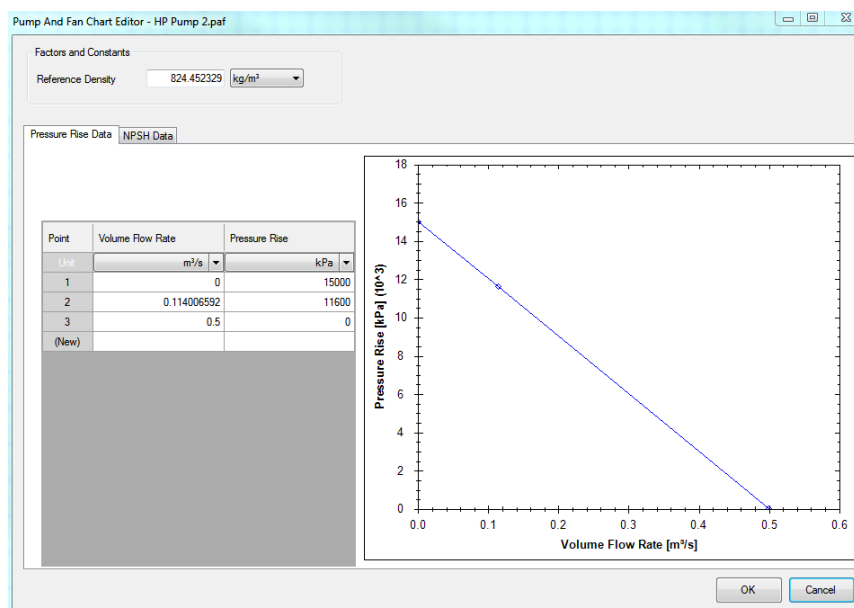 Pump And Fan Chart Editor - HP Pump 2.paf
Factors and Constants
Reference Density 824.452329 kg/m³
Pressure Rise Data NPSH Data
Point Volume Flow Rate Pressure Rise
Unit m³/s kPa
1 0 15000
2 0.114006592 11600
3 0.5 0
(New)
Pressure Rise [kPa] (10^3)
18
16
14
12
10
8
6
4
2
0
0.0 0.1 0.2 0.3 0.4 0.5 0.6
Volume Flow Rate [m³/s]
OK Cancel